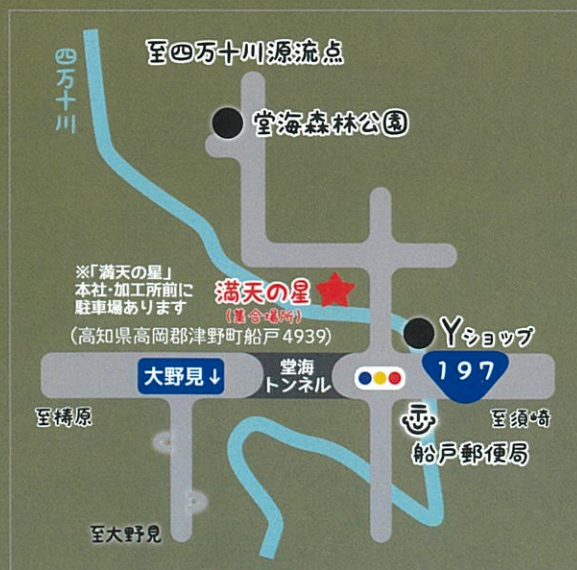 至四万十川源流点
四万十川
堂海森林公園
※「満天の星」
本社・加工所前に
駐車場あります
満天の星
(集合場所)
(高知県高岡郡津野町船戸4939)
Yショップ
197
大野見↓
堂海
トンネル
至梼原
至須崎
船戸郵便局
至大野見